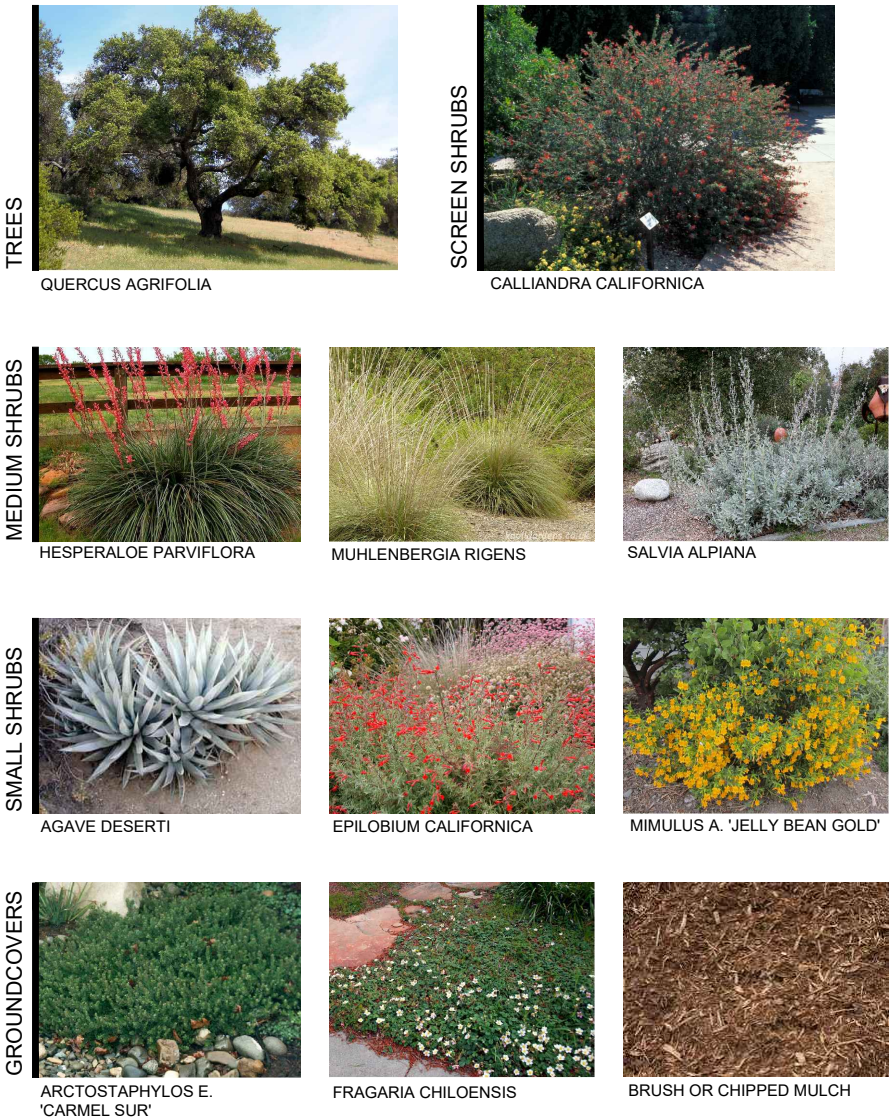 TREES
QUERCUS AGRIFOLIA
SCREEN SHRUBS
CALLIANDRA CALIFORNICA
MEDIUM SHRUBS
HESPERALOE PARVIFLORA
MUHLENBERGIA RIGENS
SALVIA ALPIANA
SMALL SHRUBS
AGAVE DESERTI
EPILOBIUM CALIFORNICA
MIMULUS A. 'JELLY BEAN GOLD'
GROUNDCOVERS
ARCTOSTAPHYLOS E.
'CARMEL SUR'
FRAGARIA CHILOENSIS
BRUSH OR CHIPPED MULCH